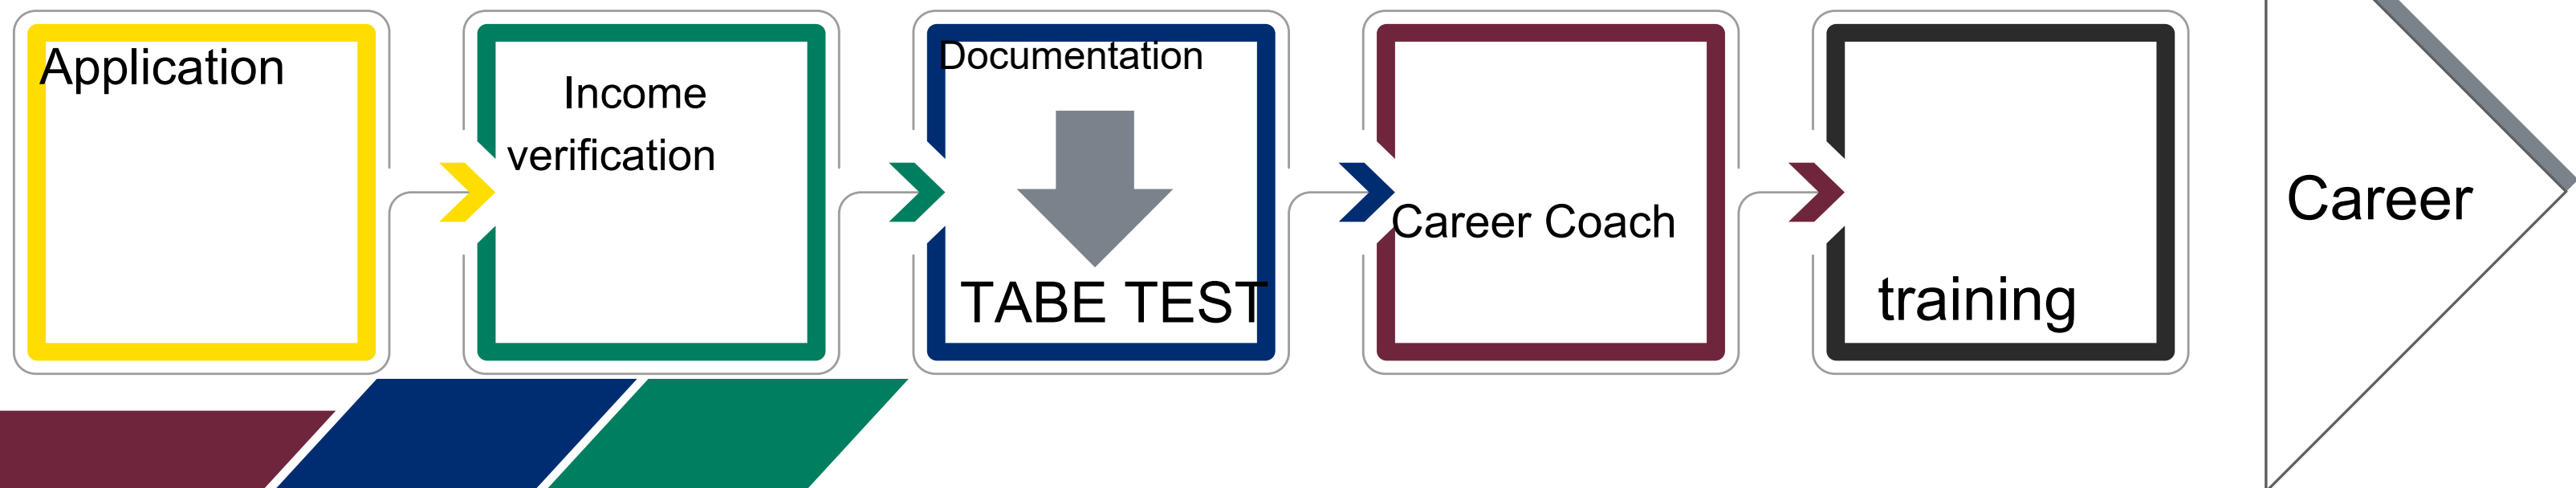 Application
Income
verification
Documentation
TABE TEST
Career Coach
training
Career